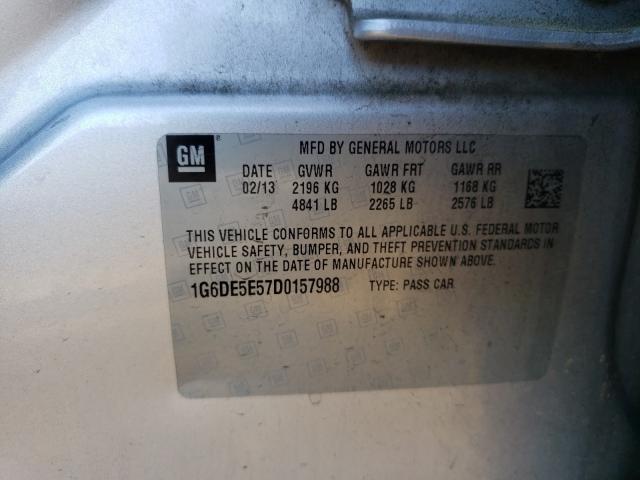 GM
MFD BY GENERAL MOTORS LLC
DATE GVWR GAWR FRT GAWR RR
02/13 2196 KG 1028 KG 1168 KG
4841 LB 2265 LB 2576 LB
THIS VEHICLE CONFORMS TO ALL APPLICABLE U.S. FEDERAL MOTOR
VEHICLE SAFETY, BUMPER, AND THEFT PREVENTION STANDARDS IN
EFFECT ON THE DATE OF MANUFACTURE SHOWN ABOVE.
1G6DE5E57D0157988 TYPE: PASS CAR